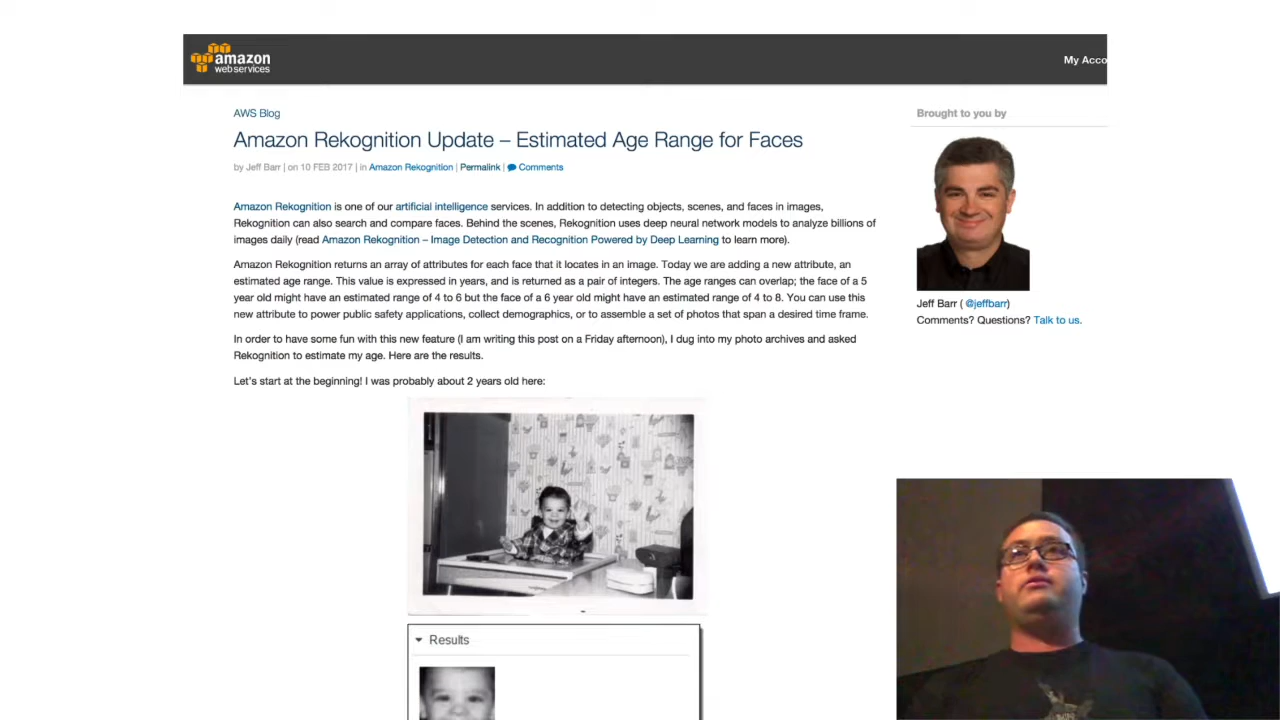 amazon
webservices
My Acco
AWS Blog
Amazon Rekognition Update – Estimated Age Range for Faces
by Jeff Barr | on 10 FEB 2017 | in Amazon Rekognition | Permalink | Comments
Amazon Rekognition is one of our artificial intelligence services. In addition to detecting objects, scenes, and faces in images,
Rekognition can also search and compare faces. Behind the scenes, Rekognition uses deep neural network models to analyze billions of
images daily (read Amazon Rekognition – Image Detection and Recognition Powered by Deep Learning to learn more).
Amazon Rekognition returns an array of attributes for each face that it locates in an image. Today we are adding a new attribute, an
estimated age range. This value is expressed in years, and is returned as a pair of integers. The age ranges can overlap; the face of a 5
year old might have an estimated range of 4 to 6 but the face of a 6 year old might have an estimated range of 4 to 8. You can use this
new attribute to power public safety applications, collect demographics, or to assemble a set of photos that span a desired time frame.
In order to have some fun with this new feature (I am writing this post on a Friday afternoon), I dug into my photo archives and asked
Rekognition to estimate my age. Here are the results.
Let's start at the beginning! I was probably about 2 years old here:
Results
Brought to you by
Jeff Barr ( @jeffbarr)
Comments? Questions? Talk to us.